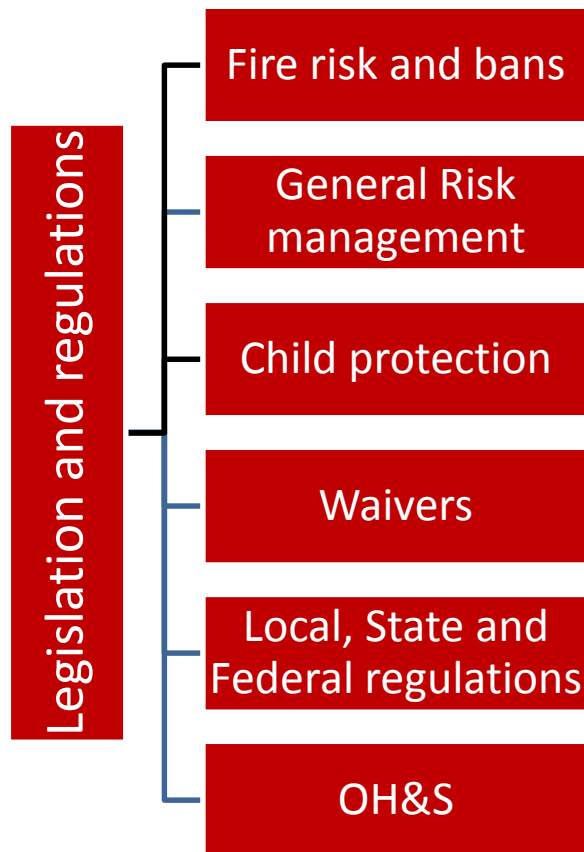 Legislation and regulations
Fire risk and bans
General Risk
management
Child protection
Waivers
Local, State and
Federal regulations
OH&S